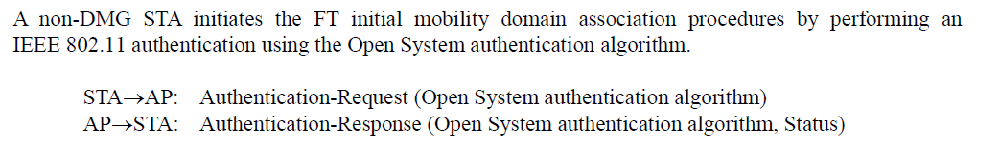 A non-DMG STA initiates the FT initial mobility domain association procedures by performing an
IEEE 802.11 authentication using the Open System authentication algorithm.
STA→AP: Authentication-Request (Open System authentication algorithm)
AP→STA: Authentication-Response (Open System authentication algorithm, Status)